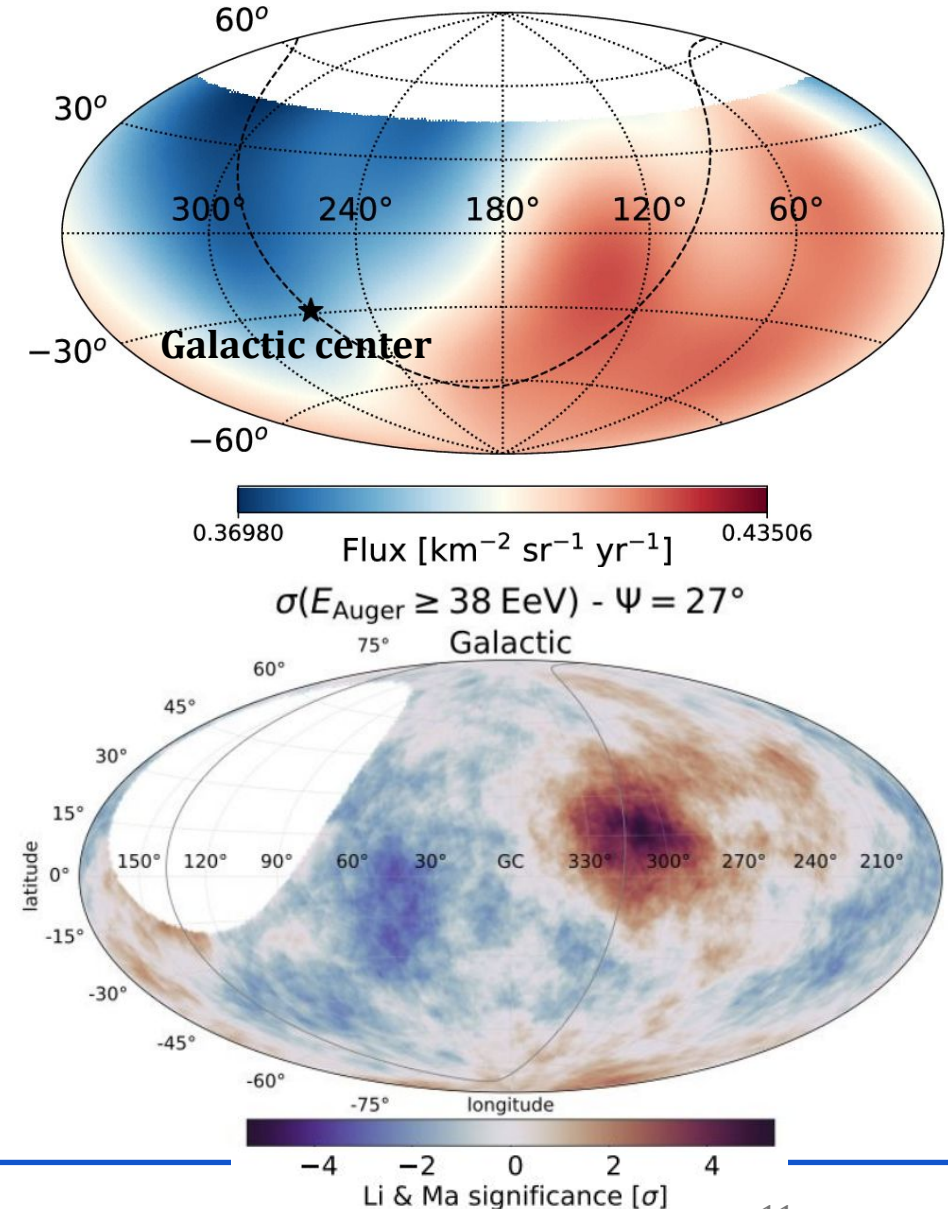 60°
30°
300° 240° 180° 120° 60°
Galactic center
−30°
−60°
0.36980 0.43506
Flux [km⁻² sr⁻¹ yr⁻¹]
σ(E_Auger ≥ 38 EeV) - Ψ = 27°
Galactic
75°
60°
45°
30°
15°
150° 120° 90° 60° 30° GC 330° 300° 270° 240° 210°
0°
latitude
-15°
-30°
-45°
-60°
-75° longitude
−4 −2 0 2 4
Li & Ma significance [σ]